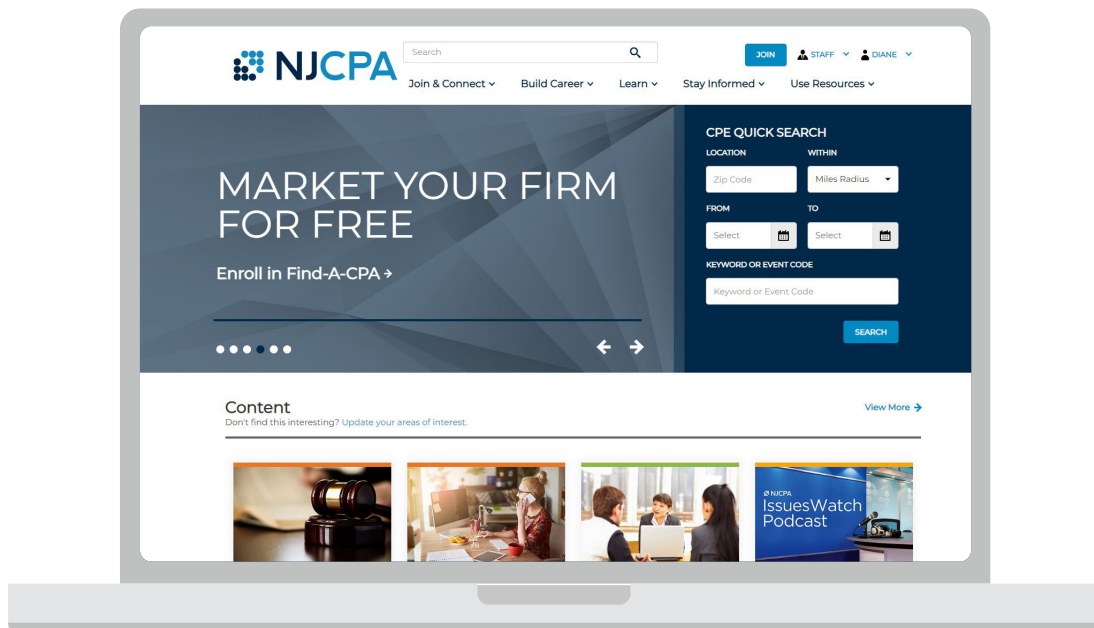 NJCPA
Search
JOIN
STAFF
DIANE
Join & Connect
Build Career
Learn
Stay Informed
Use Resources
MARKET YOUR FIRM
FOR FREE
Enroll in Find-A-CPA
CPE QUICK SEARCH
LOCATION
WITHIN
Zip Code
Miles Radius
FROM
TO
Select
Select
KEYWORD OR EVENT CODE
Keyword or Event Code
SEARCH
Content
View More
Don't find this interesting? Update your areas of interest.
NJCPA
IssuesWatch
Podcast